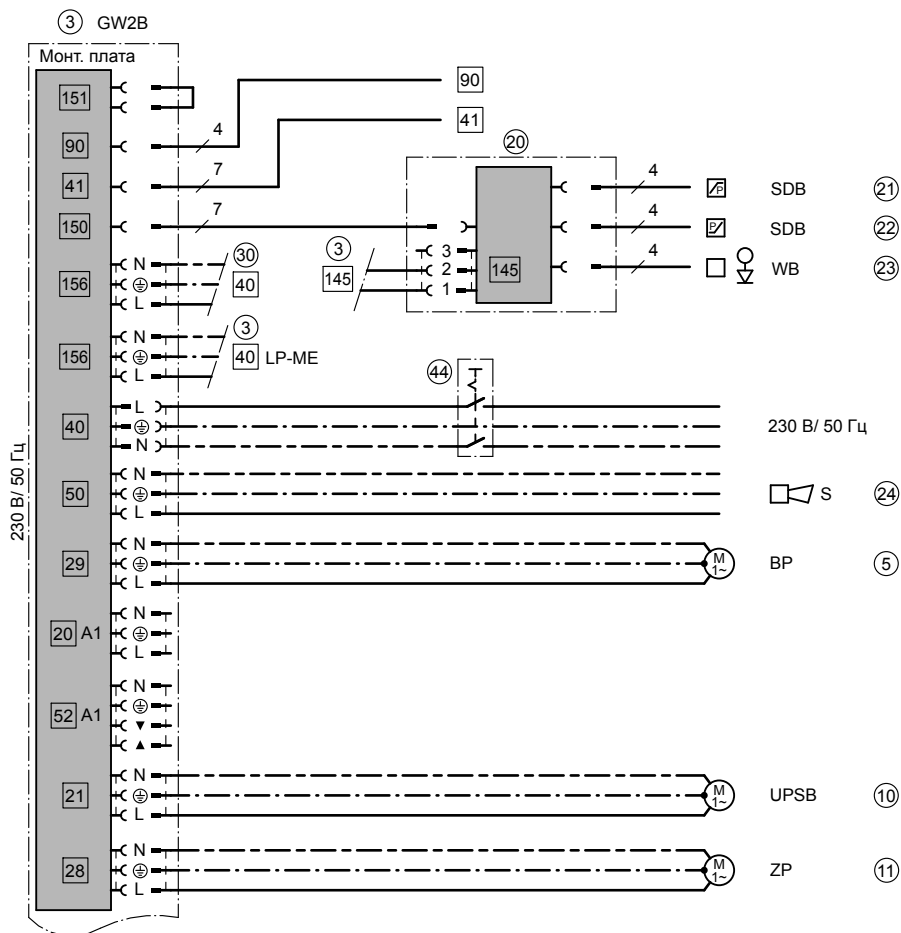 3 GW2B
Монт. плата
230 В/ 50 Гц
151
90
90 4
41
41 7
20
150 7
4 SDB 21
4 SDB 22
4 WB 23
3
145
3
2
1
145
156
N
L
30
40
156
N
L
3
40 LP-ME
44
40
L
N
230 В/ 50 Гц
50
N
L
S 24
29
N
L
M
1~
BP 5
20 A1
N
L
52 A1
N
▼
▲
21
N
L
M
1~
UPSB 10
28
N
L
M
1~
ZP 11
P
P